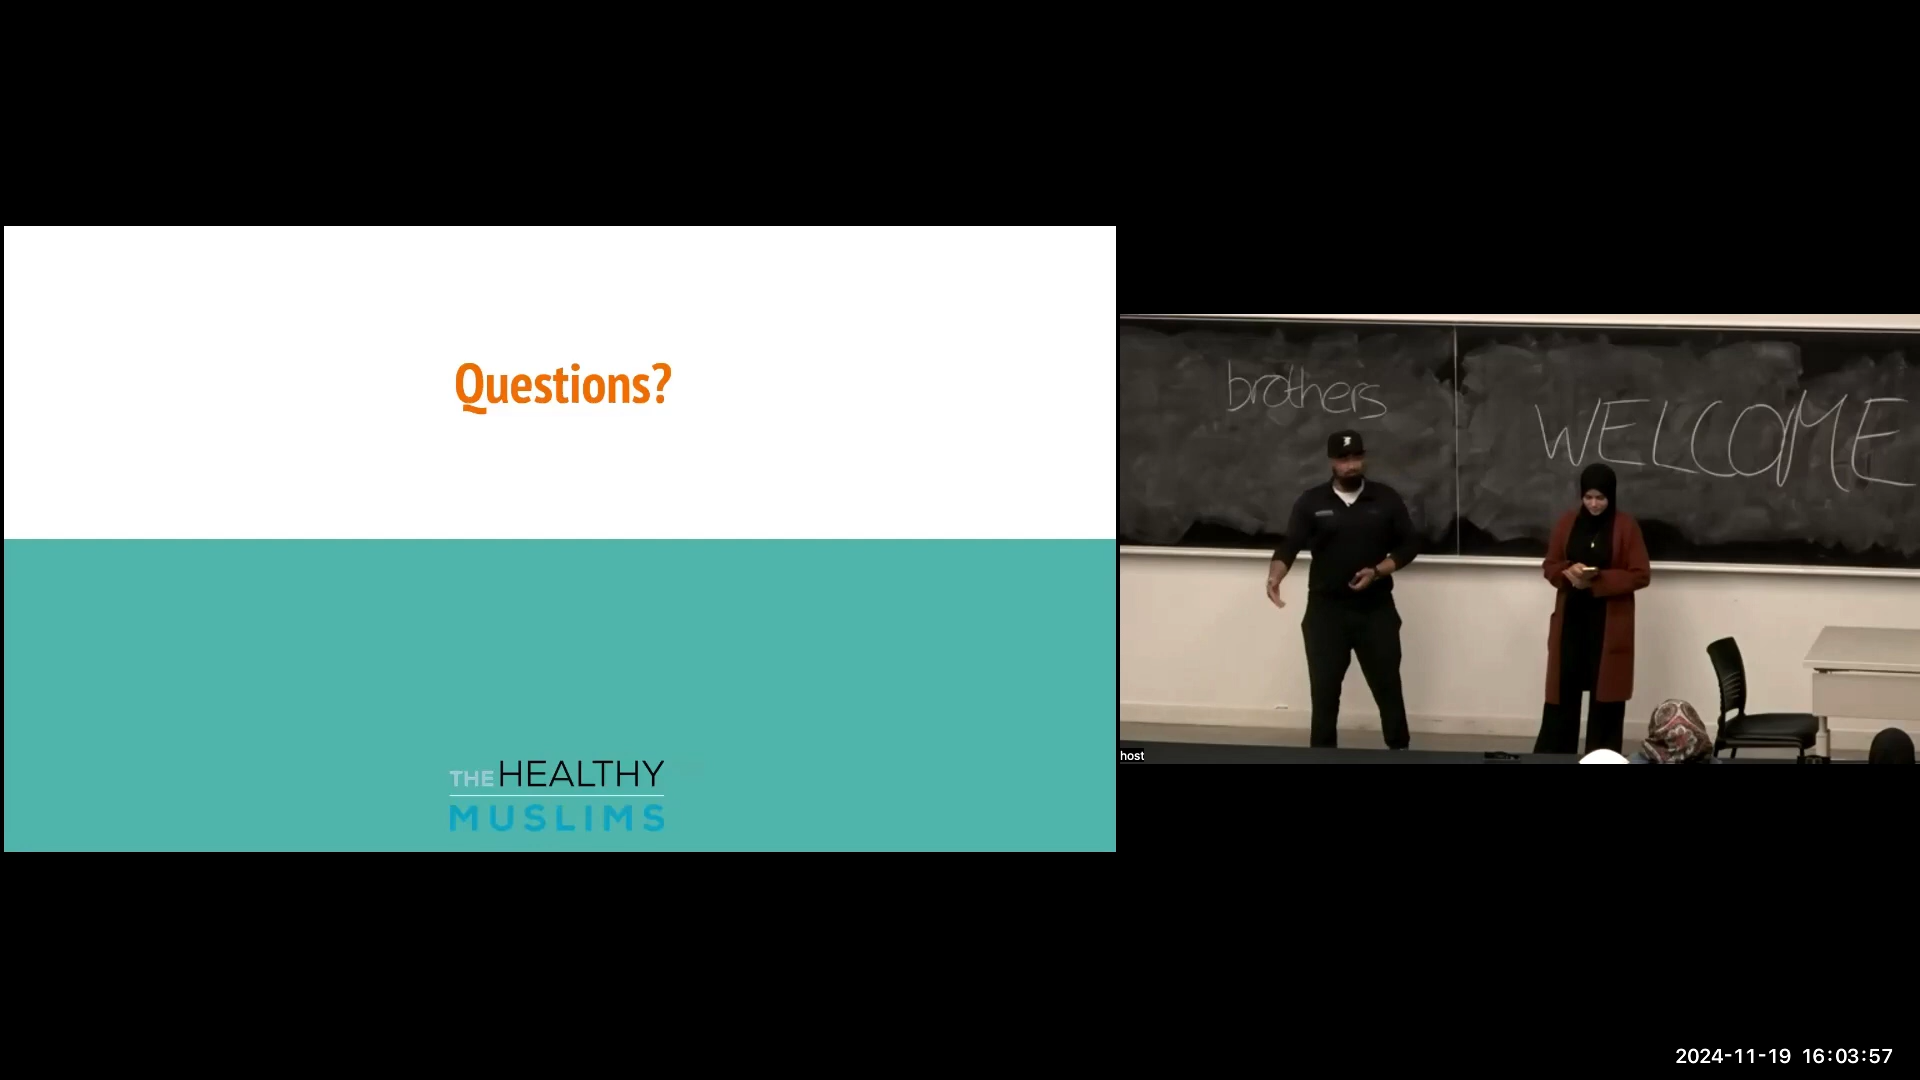 Questions?
THE HEALTHY
MUSLIMS
brothers
WELCOME
host
2024-11-19 16:03:57